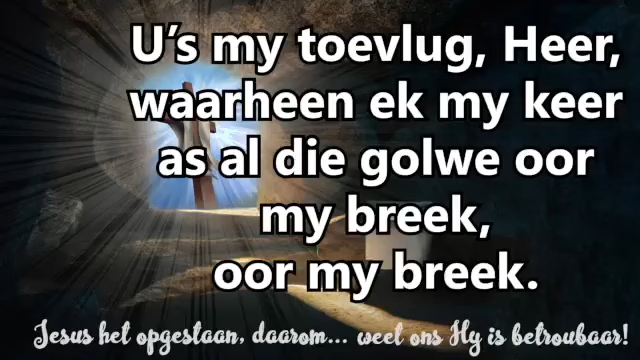 U's my toevlug, Heer,
waarheen ek my keer
as al die golwe oor
my breek,
oor my breek.
Jesus het opgestaan, daarom... weet ons Hy is betroubaar!